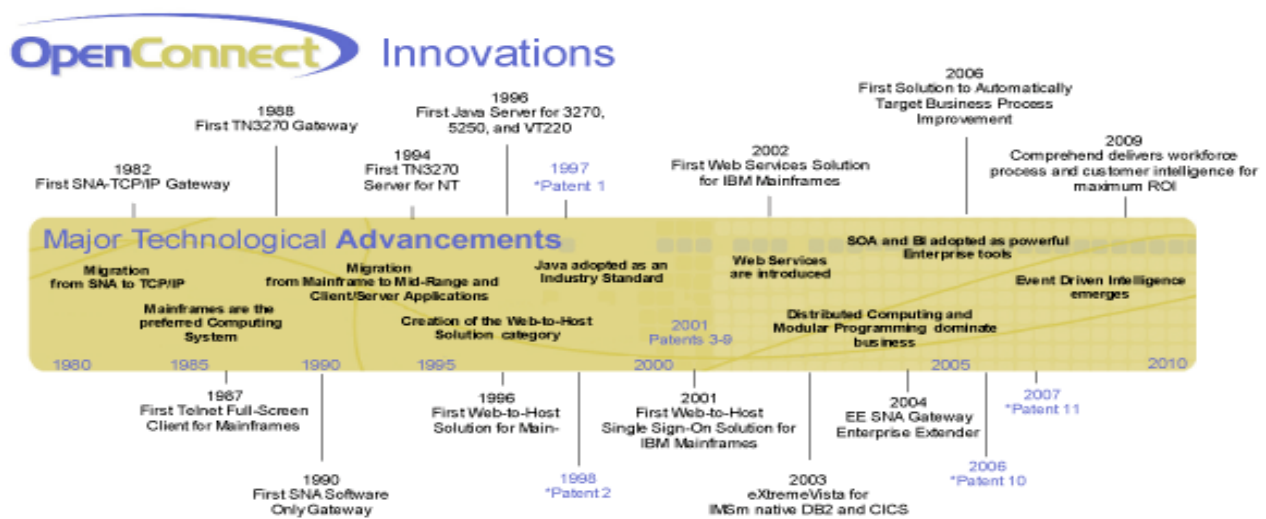 OpenConnect Innovations
2006
First Solution to Automatically
Target Business Process
Improvement
1996
First Java Server for 3270,
5250, and VT220
1988
First TN3270 Gateway
2009
Comprehend delivers workforce
process and customer intelligence for
maximum ROI
1994
First TN3270
Server for NT
2002
First Web Services Solution
for IBM Mainframes
1982
First SNA-TCP/IP Gateway
1997
*Patent 1
Major Technological Advancements
Migration
from SNA to TCP/IP
Mainframes are the
preferred Computing
System
Migration
from Mainframe to Mid-Range and
Client/Server Applications
Creation of the Web-to-Host
Solution category
Java adopted as an
Industry Standard
2001
Patents 3-9
Web Services
are introduced
SOA and BI adopted as powerful
Enterprise tools
Distributed Computing and
Modular Programming dominate
business
Event Driven Intelligence
emerges
1980 1985 1990 1995 2000 2005 2010
1987
First Telnet Full-Screen
Client for Mainframes
1996
First Web-to-Host
Solution for Main-
2001
First Web-to-Host
Single Sign-On Solution for
IBM Mainframes
2004
EE SNA Gateway
Enterprise Extender
2007
*Patent 11
1990
First SNA Software
Only Gateway
1998
*Patent 2
2003
eXtremeVista for
IMSm native DB2 and CICS
2006
*Patent 10